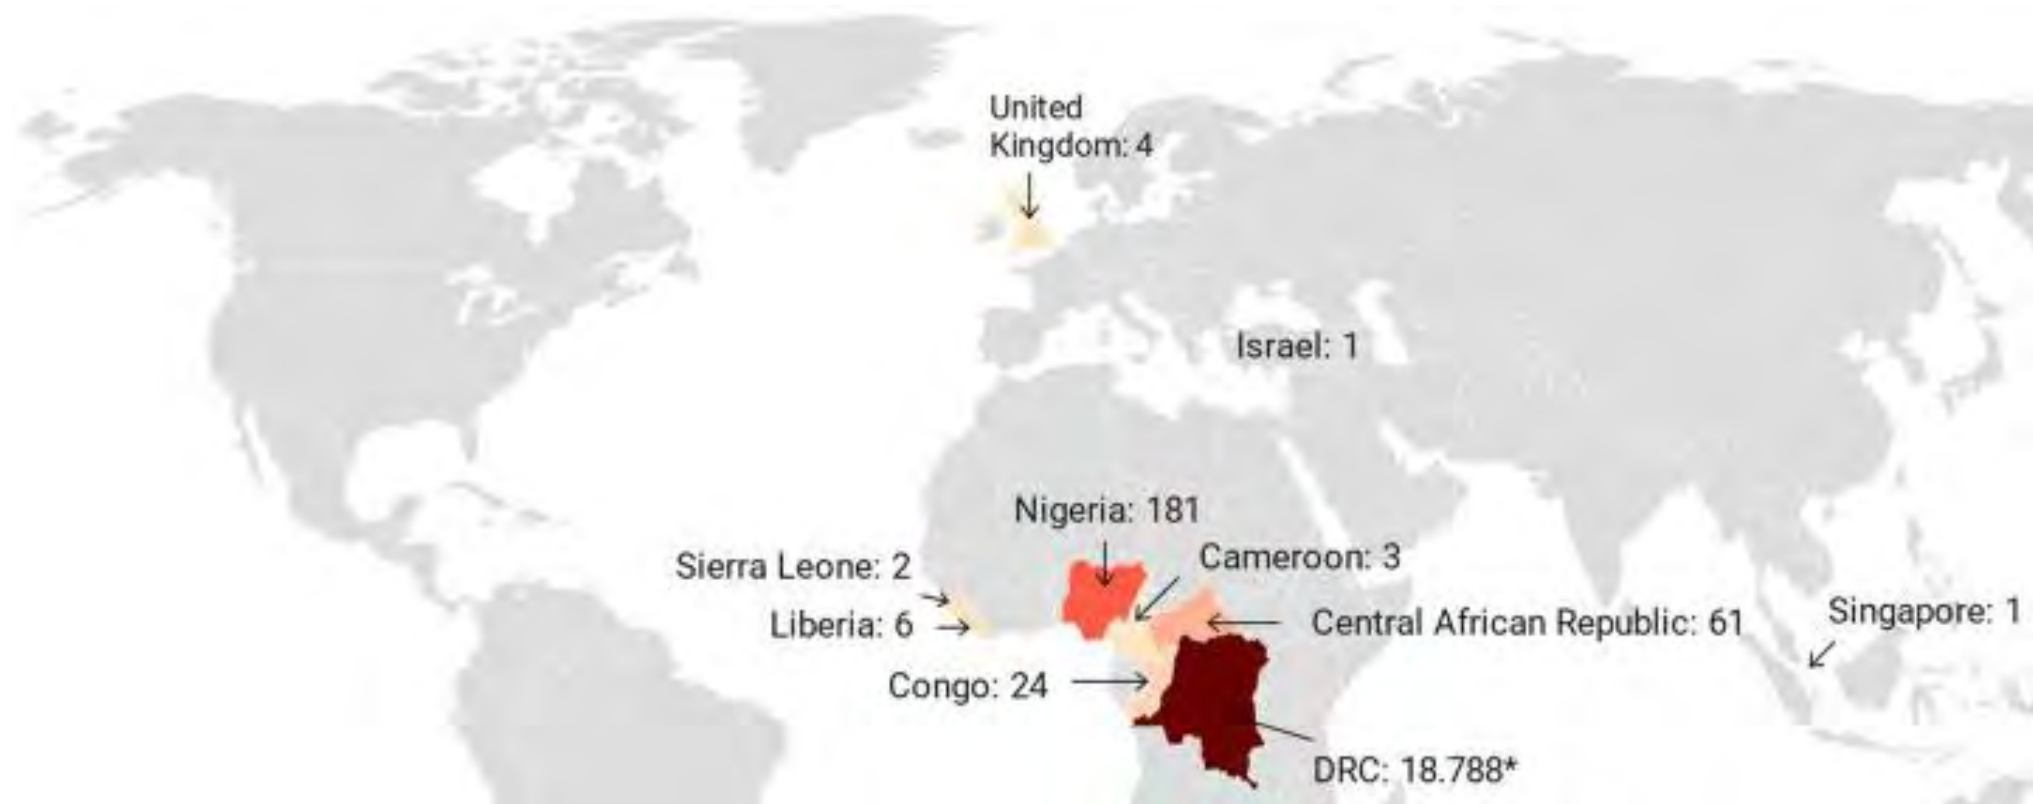 United
Kingdom: 4
Israel: 1
Nigeria: 181
Cameroon: 3
Sierra Leone: 2
Liberia: 6
Central African Republic: 61
Singapore: 1
Congo: 24
DRC: 18.788*